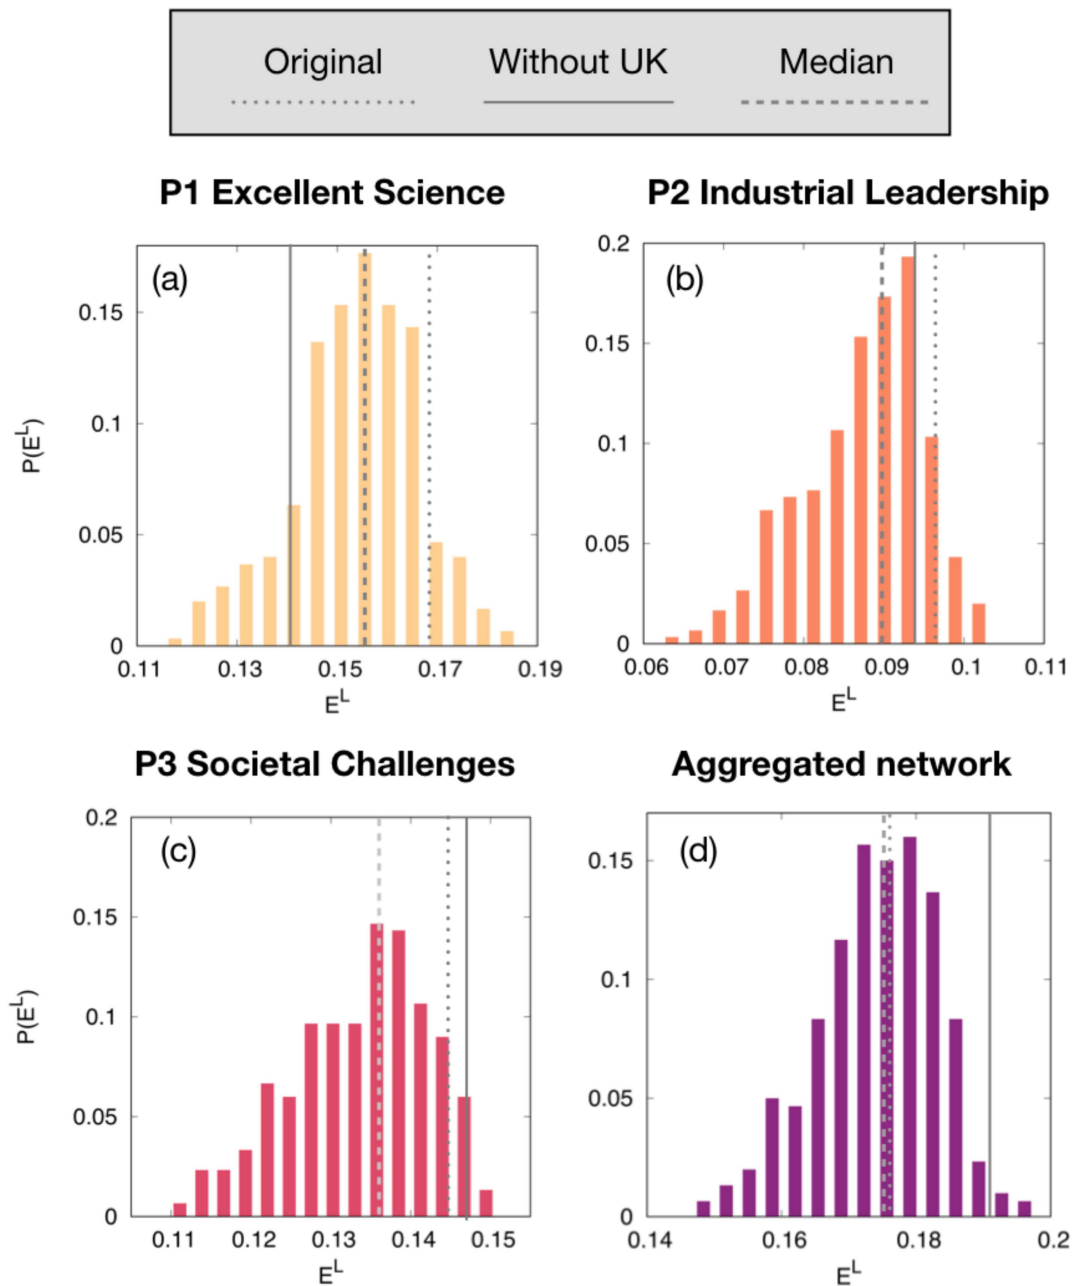 Original Without UK Median
P1 Excellent Science
P2 Industrial Leadership
(a)
0.15
0.1
0.05
0
P(E^L)
0.11 0.13 0.15 0.17 0.19
E^L
(b)
0.2
0.15
0.1
0.05
0
0.06 0.07 0.08 0.09 0.1 0.11
E^L
P3 Societal Challenges
Aggregated network
(c)
0.2
0.15
0.1
0.05
0
P(E^L)
0.11 0.12 0.13 0.14 0.15
E^L
(d)
0.15
0.1
0.05
0
0.14 0.16 0.18 0.2
E^L